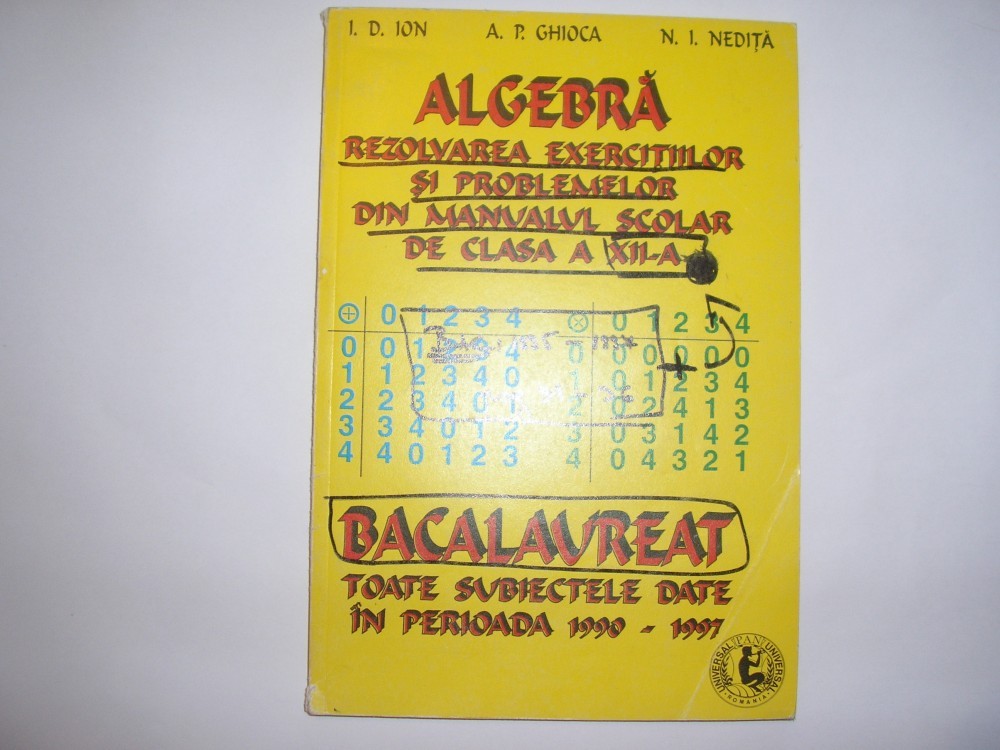 I. D. ION A. P. GHIOCA N. I. NEDIȚĂ
ALGEBRĂ
REZOLVAREA EXERCIȚIILOR
ȘI PROBLEMELOR
DIN MANUALUL ȘCOLAR
DE CLASA A XII-A
⊕ 0 1 2 3 4 ⊗ 0 1 2 3 4
0 0 1 2 3 4 0 0 0 0 0 0
1 1 2 3 4 0 1 0 1 2 3 4
2 2 3 4 0 1 2 0 2 4 1 3
3 3 4 0 1 2 3 0 3 1 4 2
4 4 0 1 2 3 4 0 4 3 2 1
+
BACALAUREAT
TOATE SUBIECTELE DATE
ÎN PERIOADA 1990 - 1997
UNIVERSAL PAN UNIVERSAL
ROMANIA